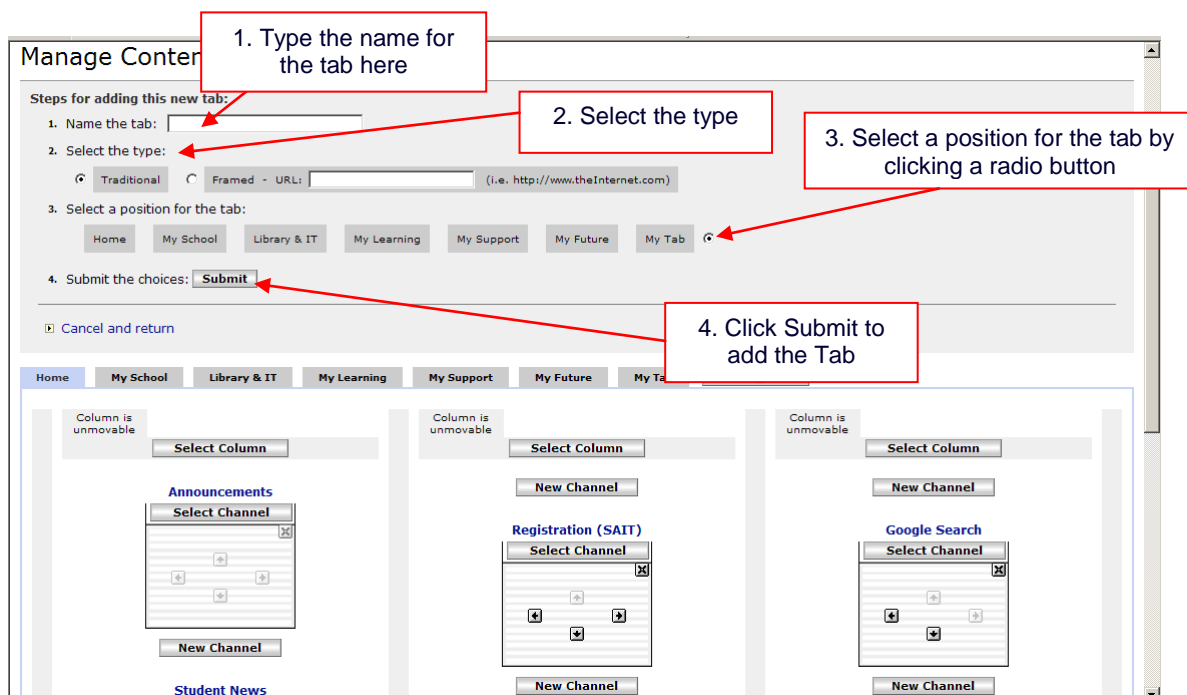 1. Type the name for
the tab here
Manage Conter
Steps for adding this new tab:
1. Name the tab:
2. Select the type
2. Select the type:
3. Select a position for the tab by
clicking a radio button
Traditional Framed - URL: (i.e. http://www.theInternet.com)
3. Select a position for the tab:
Home My School Library & IT My Learning My Support My Future My Tab
4. Submit the choices: Submit
Cancel and return
4. Click Submit to
add the Tab
Home My School Library & IT My Learning My Support My Future My Ta
Column is
unmovable
Select Column
Announcements
Select Channel
New Channel
Student News
Column is
unmovable
Select Column
New Channel
Registration (SAIT)
Select Channel
New Channel
Column is
unmovable
Select Column
New Channel
Google Search
Select Channel
New Channel